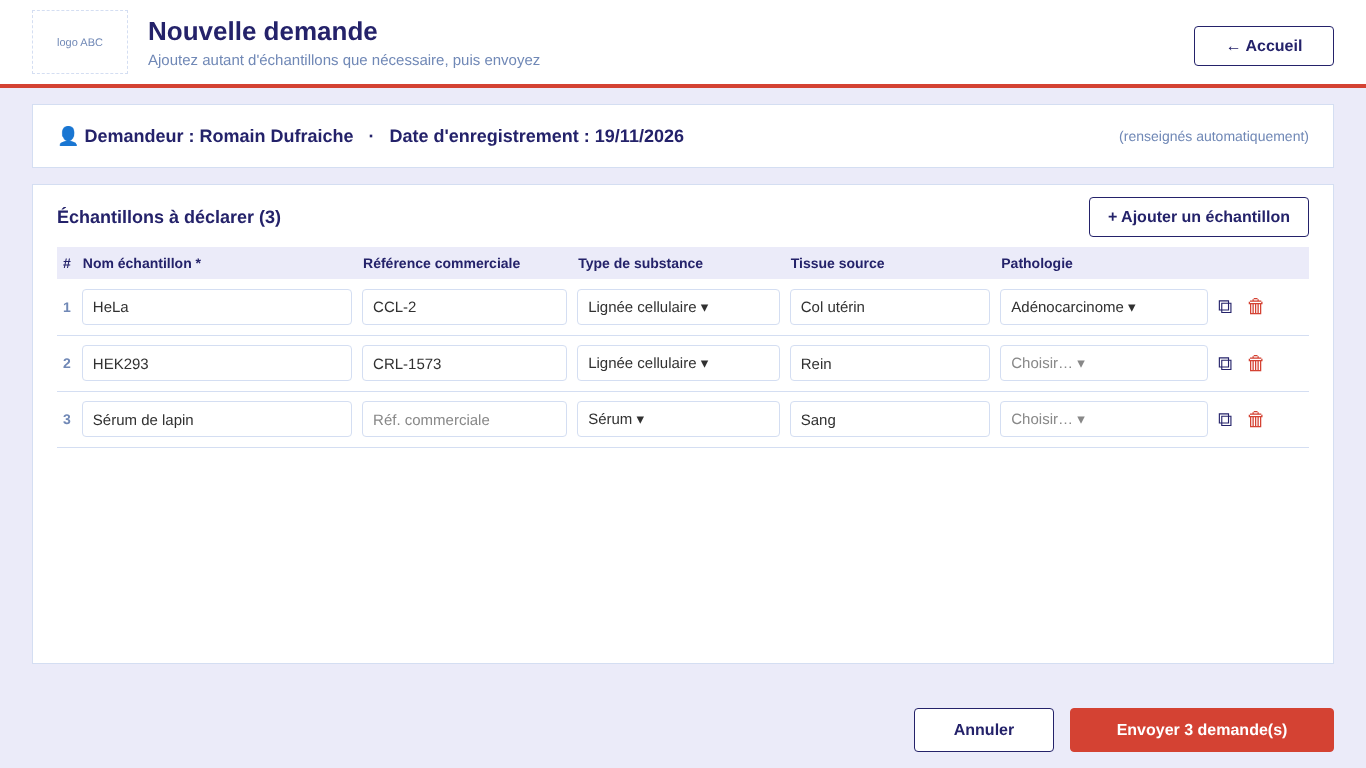 logo ABC
Nouvelle demande
Ajoutez autant d'échantillons que nécessaire, puis envoyez
← Accueil
👤 Demandeur : Romain Dufraiche · Date d'enregistrement : 19/11/2026
(renseignés automatiquement)
Échantillons à déclarer (3)
+ Ajouter un échantillon
# Nom échantillon * Référence commerciale Type de substance Tissue source Pathologie
1 HeLa CCL-2 Lignée cellulaire ▾ Col utérin Adénocarcinome ▾ ⧉ 🗑
2 HEK293 CRL-1573 Lignée cellulaire ▾ Rein Choisir… ▾ ⧉ 🗑
3 Sérum de lapin Réf. commerciale Sérum ▾ Sang Choisir… ▾ ⧉ 🗑
Annuler
Envoyer 3 demande(s)